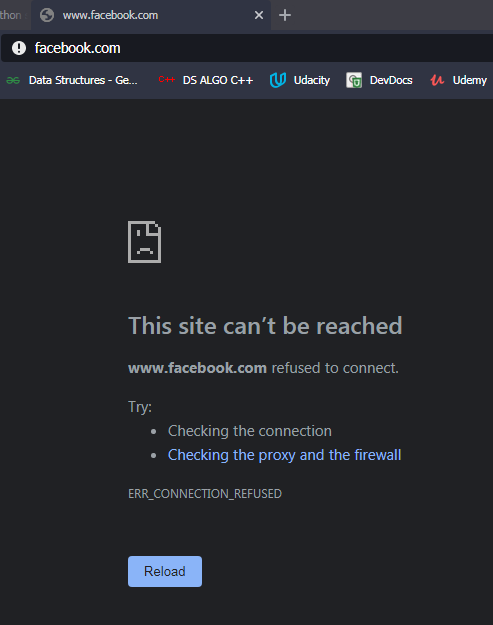 thon
www.facebook.com
facebook.com
Data Structures - Ge...
C++ DS ALGO C++
Udacity
DevDocs
Udemy
This site can’t be reached
www.facebook.com refused to connect.
Try:
• Checking the connection
• Checking the proxy and the firewall
ERR_CONNECTION_REFUSED
Reload